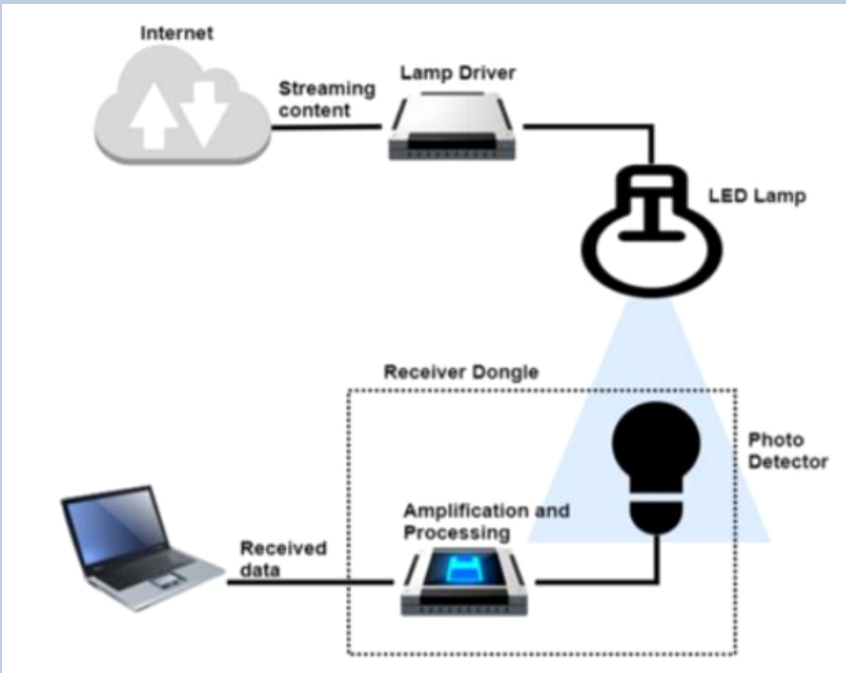 Internet
Lamp Driver
Streaming
content
LED Lamp
Receiver Dongle
Photo
Detector
Amplification and
Processing
Received
data